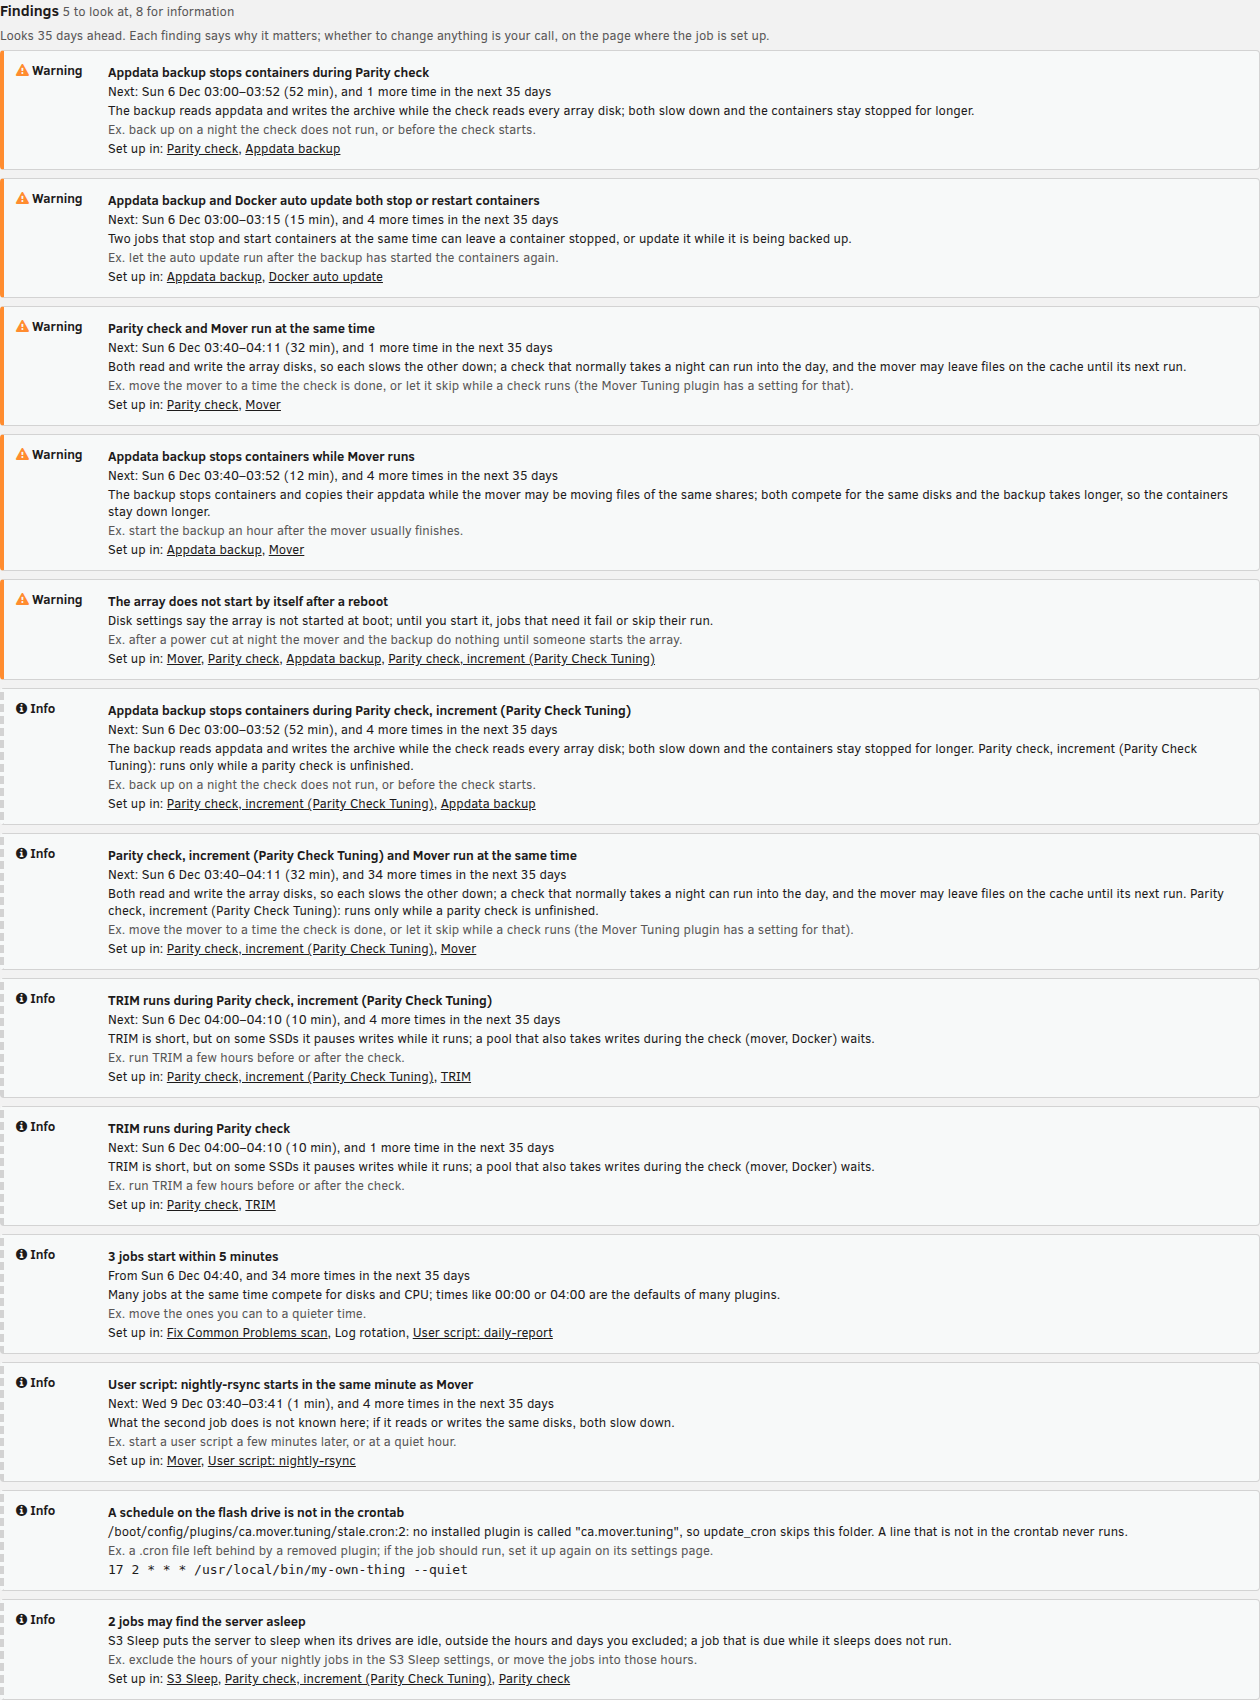 Findings 5 to look at, 8 for information
Looks 35 days ahead. Each finding says why it matters; whether to change anything is your call, on the page where the job is set up.
Warning
Appdata backup stops containers during Parity check
Next: Sun 6 Dec 03:00–03:52 (52 min), and 1 more time in the next 35 days
The backup reads appdata and writes the archive while the check reads every array disk; both slow down and the containers stay stopped for longer.
Ex. back up on a night the check does not run, or before the check starts.
Set up in: Parity check, Appdata backup
Warning
Appdata backup and Docker auto update both stop or restart containers
Next: Sun 6 Dec 03:00–03:15 (15 min), and 4 more times in the next 35 days
Two jobs that stop and start containers at the same time can leave a container stopped, or update it while it is being backed up.
Ex. let the auto update run after the backup has started the containers again.
Set up in: Appdata backup, Docker auto update
Warning
Parity check and Mover run at the same time
Next: Sun 6 Dec 03:40–04:11 (32 min), and 1 more time in the next 35 days
Both read and write the array disks, so each slows the other down; a check that normally takes a night can run into the day, and the mover may leave files on the cache until its next run.
Ex. move the mover to a time the check is done, or let it skip while a check runs (the Mover Tuning plugin has a setting for that).
Set up in: Parity check, Mover
Warning
Appdata backup stops containers while Mover runs
Next: Sun 6 Dec 03:40–03:52 (12 min), and 4 more times in the next 35 days
The backup stops containers and copies their appdata while the mover may be moving files of the same shares; both compete for the same disks and the backup takes longer, so the containers
stay down longer.
Ex. start the backup an hour after the mover usually finishes.
Set up in: Appdata backup, Mover
Warning
The array does not start by itself after a reboot
Disk settings say the array is not started at boot; until you start it, jobs that need it fail or skip their run.
Ex. after a power cut at night the mover and the backup do nothing until someone starts the array.
Set up in: Mover, Parity check, Appdata backup, Parity check, increment (Parity Check Tuning)
Info
Appdata backup stops containers during Parity check, increment (Parity Check Tuning)
Next: Sun 6 Dec 03:00–03:52 (52 min), and 4 more times in the next 35 days
The backup reads appdata and writes the archive while the check reads every array disk; both slow down and the containers stay stopped for longer. Parity check, increment (Parity Check
Tuning): runs only while a parity check is unfinished.
Ex. back up on a night the check does not run, or before the check starts.
Set up in: Parity check, increment (Parity Check Tuning), Appdata backup
Info
Parity check, increment (Parity Check Tuning) and Mover run at the same time
Next: Sun 6 Dec 03:40–04:11 (32 min), and 34 more times in the next 35 days
Both read and write the array disks, so each slows the other down; a check that normally takes a night can run into the day, and the mover may leave files on the cache until its next run. Parity
check, increment (Parity Check Tuning): runs only while a parity check is unfinished.
Ex. move the mover to a time the check is done, or let it skip while a check runs (the Mover Tuning plugin has a setting for that).
Set up in: Parity check, increment (Parity Check Tuning), Mover
Info
TRIM runs during Parity check, increment (Parity Check Tuning)
Next: Sun 6 Dec 04:00–04:10 (10 min), and 4 more times in the next 35 days
TRIM is short, but on some SSDs it pauses writes while it runs; a pool that also takes writes during the check (mover, Docker) waits.
Ex. run TRIM a few hours before or after the check.
Set up in: Parity check, increment (Parity Check Tuning), TRIM
Info
TRIM runs during Parity check
Next: Sun 6 Dec 04:00–04:10 (10 min), and 1 more time in the next 35 days
TRIM is short, but on some SSDs it pauses writes while it runs; a pool that also takes writes during the check (mover, Docker) waits.
Ex. run TRIM a few hours before or after the check.
Set up in: Parity check, TRIM
Info
3 jobs start within 5 minutes
From Sun 6 Dec 04:40, and 34 more times in the next 35 days
Many jobs at the same time compete for disks and CPU; times like 00:00 or 04:00 are the defaults of many plugins.
Ex. move the ones you can to a quieter time.
Set up in: Fix Common Problems scan, Log rotation, User script: daily-report
Info
User script: nightly-rsync starts in the same minute as Mover
Next: Wed 9 Dec 03:40–03:41 (1 min), and 4 more times in the next 35 days
What the second job does is not known here; if it reads or writes the same disks, both slow down.
Ex. start a user script a few minutes later, or at a quiet hour.
Set up in: Mover, User script: nightly-rsync
Info
A schedule on the flash drive is not in the crontab
/boot/config/plugins/ca.mover.tuning/stale.cron:2: no installed plugin is called "ca.mover.tuning", so update_cron skips this folder. A line that is not in the crontab never runs.
Ex. a .cron file left behind by a removed plugin; if the job should run, set it up again on its settings page.
17 2 * * * /usr/local/bin/my-own-thing --quiet
Info
2 jobs may find the server asleep
S3 Sleep puts the server to sleep when its drives are idle, outside the hours and days you excluded; a job that is due while it sleeps does not run.
Ex. exclude the hours of your nightly jobs in the S3 Sleep settings, or move the jobs into those hours.
Set up in: S3 Sleep, Parity check, increment (Parity Check Tuning), Parity check